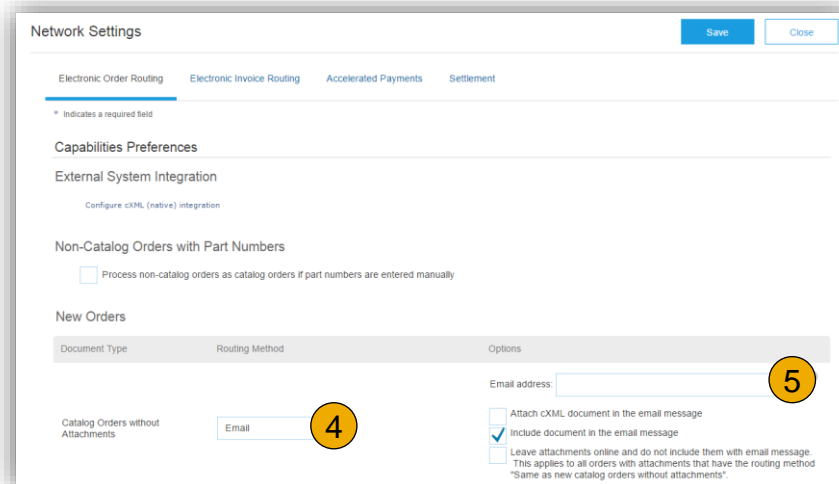 Network Settings
Save
Close
Electronic Order Routing
Electronic Invoice Routing
Accelerated Payments
Settlement
* Indicates a required field
Capabilities Preferences
External System Integration
Configure cXML (native) integration
Non-Catalog Orders with Part Numbers
Process non-catalog orders as catalog orders if part numbers are entered manually
New Orders
Document Type
Routing Method
Options
Catalog Orders without
Attachments
Email
4
Email address:
5
Attach cXML document in the email message
Include document in the email message
Leave attachments online and do not include them with email message.
This applies to all orders with attachments that have the routing method
"Same as new catalog orders without attachments".